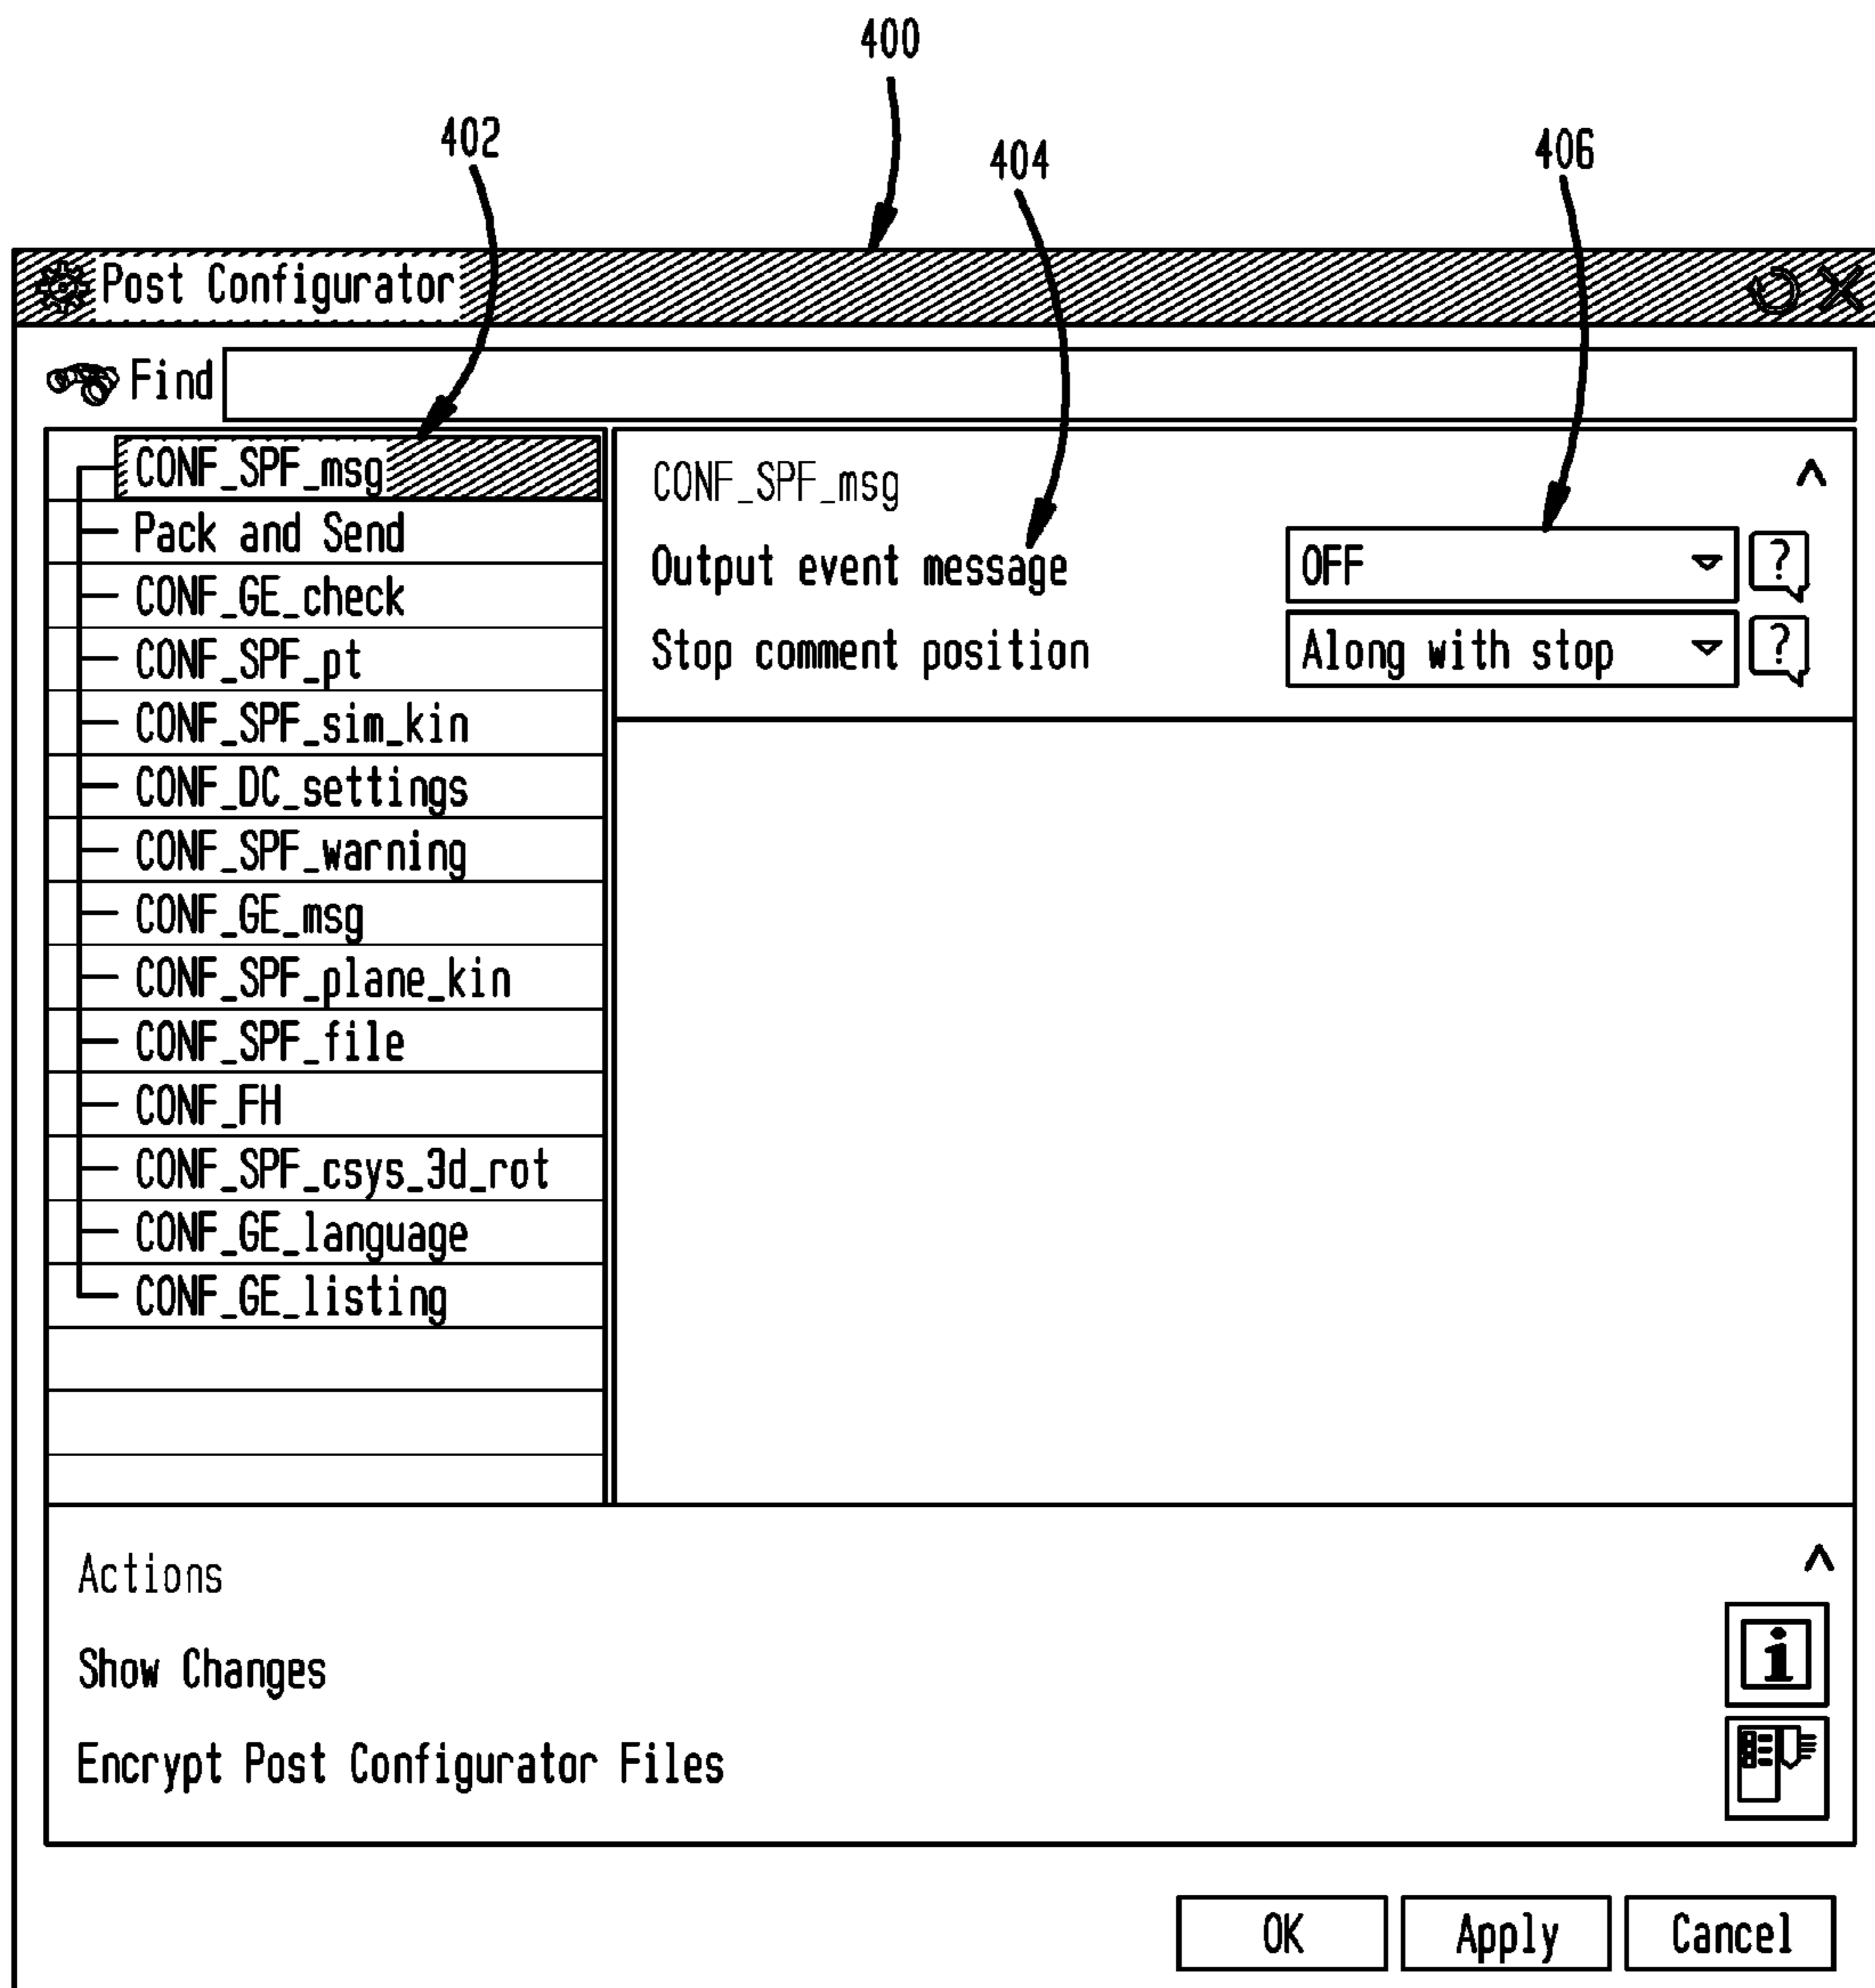 400
402
404
406
Post Configurator
Find
CONF_SPF_msg
Pack and Send
CONF_GE_check
CONF_SPF_pt
CONF_SPF_sim_kin
CONF_DC_settings
CONF_SPF_warning
CONF_GE_msg
CONF_SPF_plane_kin
CONF_SPF_file
CONF_FH
CONF_SPF_csys_3d_rot
CONF_GE_language
CONF_GE_listing
CONF_SPF_msg
Output event message OFF ?
Stop comment position Along with stop ?
Actions
Show Changes i
Encrypt Post Configurator Files
OK Apply Cancel